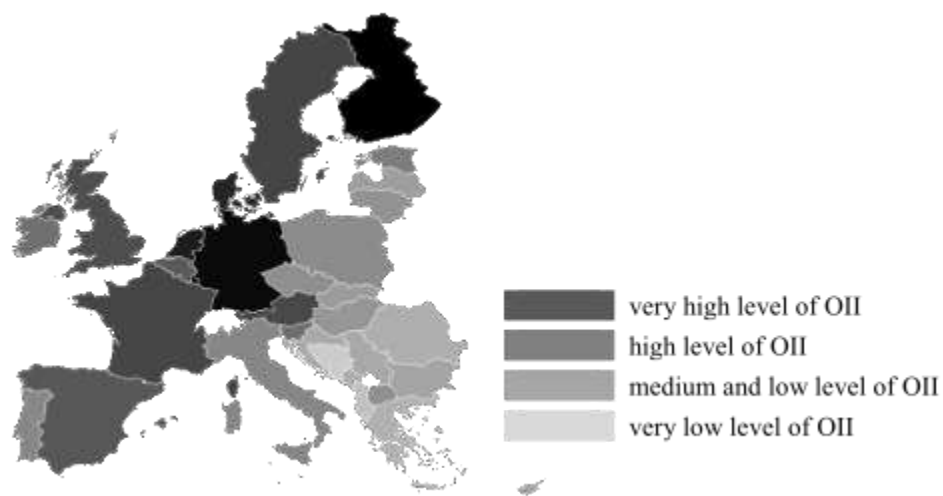 very high level of OII
high level of OII
medium and low level of OII
very low level of OII